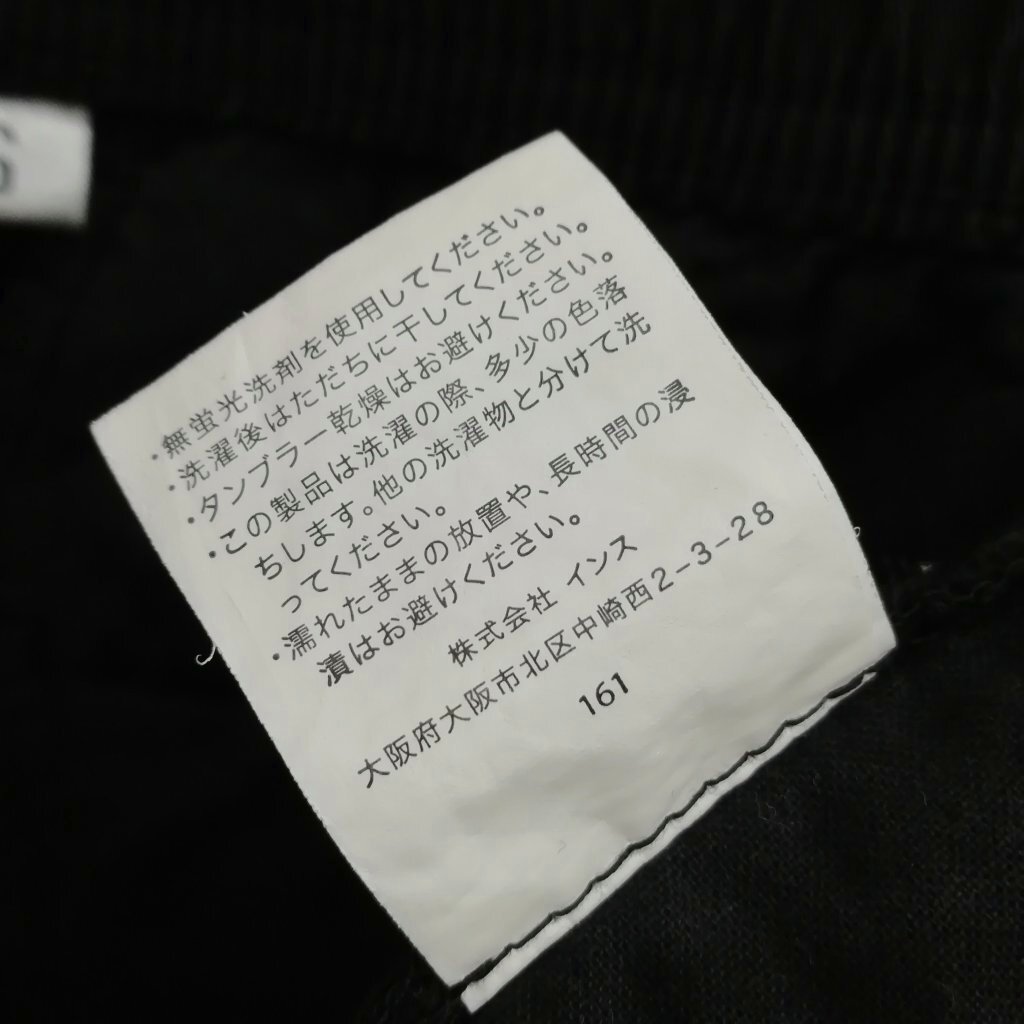 ・無蛍光洗剤を使用してください。
・洗濯後はただちに干してください。
・タンブラー乾燥はお避けください。
・この製品は洗濯の際、多少の色落
ちします。他の洗濯物と分けて洗
ってください。
・濡れたままの放置や、長時間の浸
漬はお避けください。
株式会社 インス
大阪府大阪市北区中崎西2-3-28
161